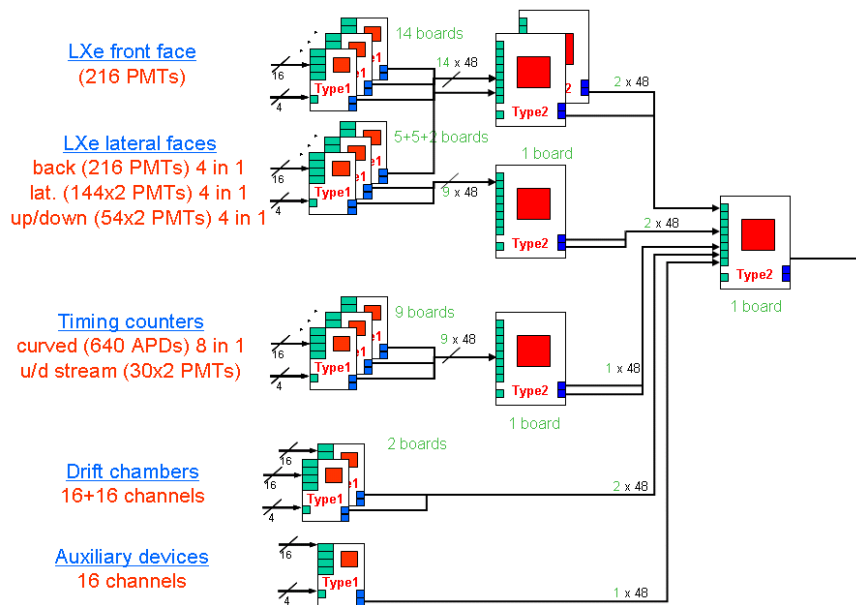 LXe front face
(216 PMTs)
14 boards
16
4
Type1
14 x 48
Type2
2 x 48
LXe lateral faces
back (216 PMTs) 4 in 1
lat. (144x2 PMTs) 4 in 1
up/down (54x2 PMTs) 4 in 1
5+5+2 boards
16
4
Type1
9 x 48
1 board
Type2
2 x 48
Type2
1 board
Timing counters
curved (640 APDs) 8 in 1
u/d stream (30x2 PMTs)
9 boards
16
4
Type1
9 x 48
Type2
1 board
1 x 48
Drift chambers
16+16 channels
2 boards
16
16
4
Type1
2 x 48
Auxiliary devices
16 channels
16
4
Type1
1 x 48